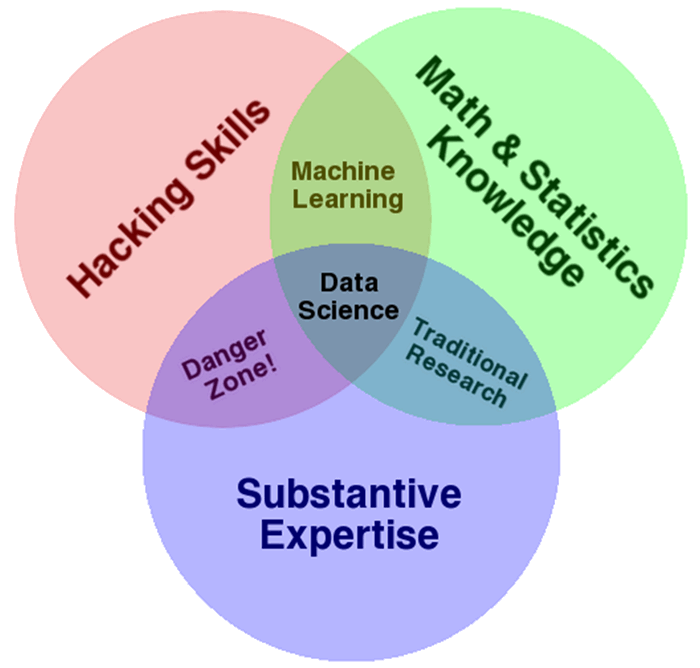 Hacking Skills
Math & Statistics
Knowledge
Machine
Learning
Data
Science
Danger
Zone!
Traditional
Research
Substantive
Expertise